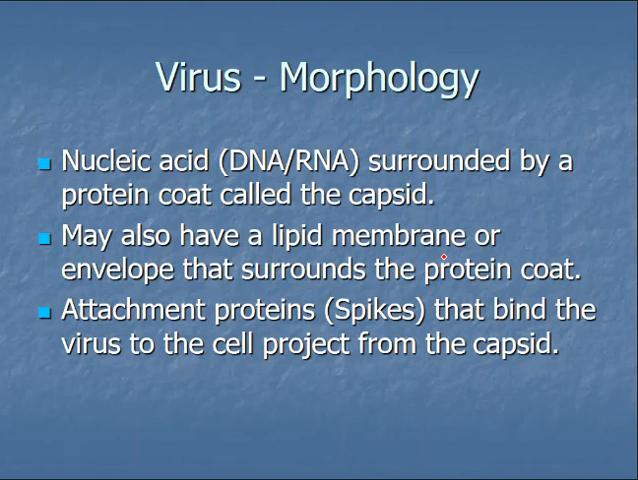 Virus - Morphology
Nucleic acid (DNA/RNA) surrounded by a
protein coat called the capsid.
May also have a lipid membrane or
envelope that surrounds the protein coat.
Attachment proteins (Spikes) that bind the
virus to the cell project from the capsid.